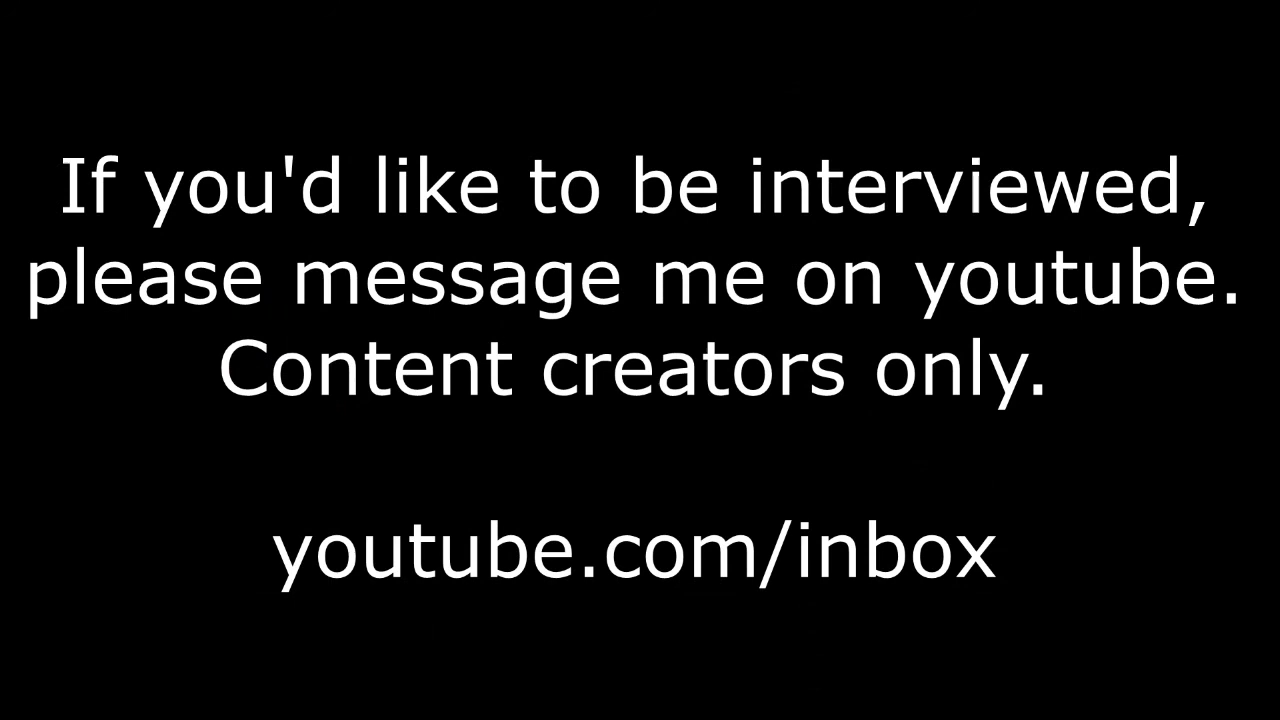 If you'd like to be interviewed,
please message me on youtube.
Content creators only.
youtube.com/inbox